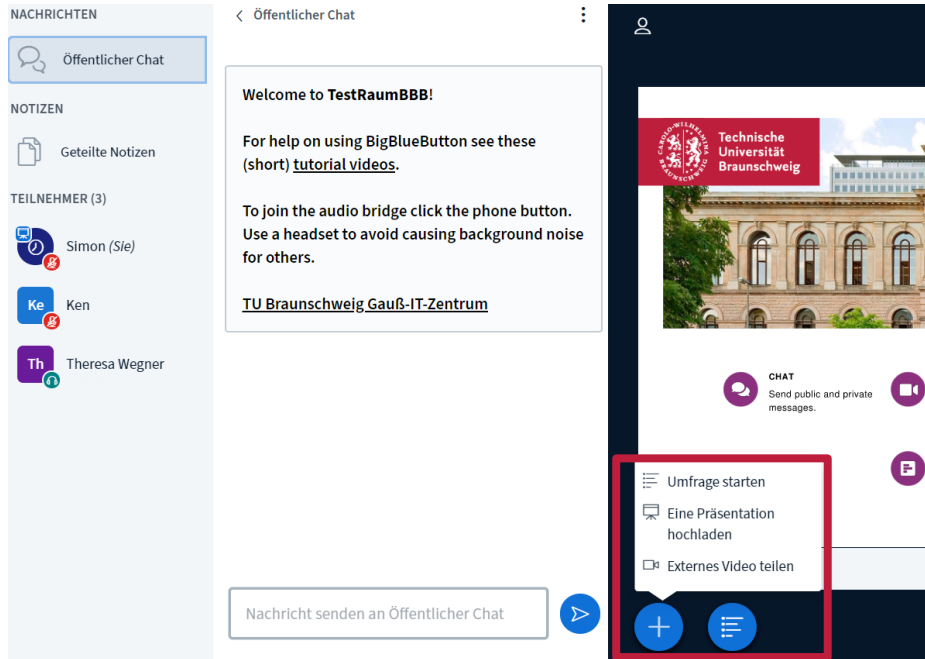 NACHRICHTEN
Öffentlicher Chat
NOTIZEN
Geteilte Notizen
TEILNEHMER (3)
Simon (Sie)
Ke
Ken
Th
Theresa Wegner
Öffentlicher Chat
Welcome to TestRaumBBB!
For help on using BigBlueButton see these
(short) tutorial videos.
To join the audio bridge click the phone button.
Use a headset to avoid causing background noise
for others.
TU Braunschweig Gauß-IT-Zentrum
Nachricht senden an Öffentlicher Chat
CAROLO-WILHELMINA
BRAUNSCHWEIG
Technische
Universität
Braunschweig
CHAT
Send public and private
messages.
Umfrage starten
Eine Präsentation
hochladen
Externes Video teilen